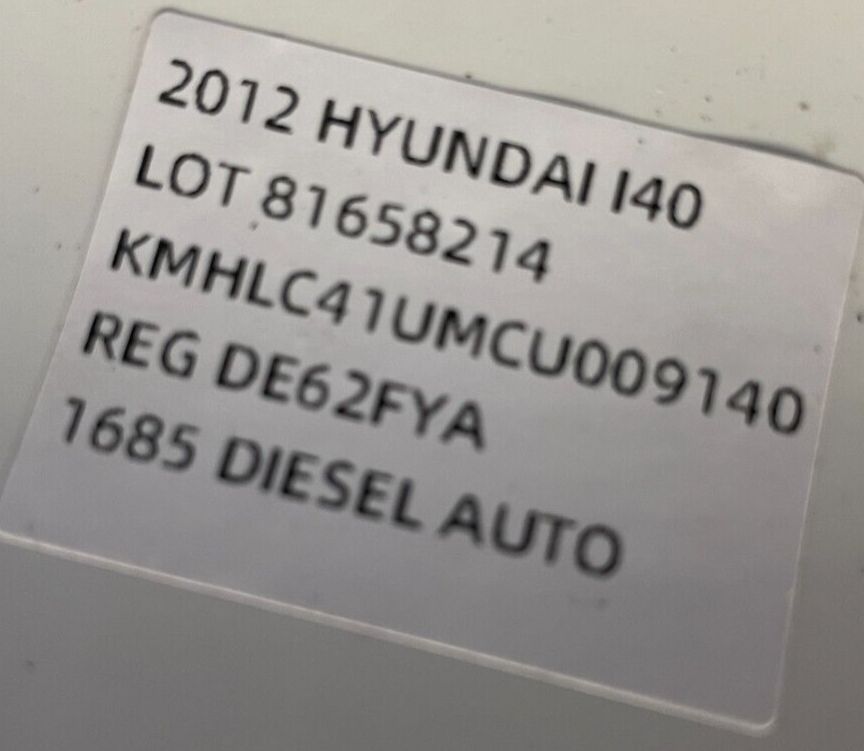 2012 HYUNDAI I40
LOT 81658214
KMHLC41UMCU009140
REG DE62FYA
1685 DIESEL AUTO